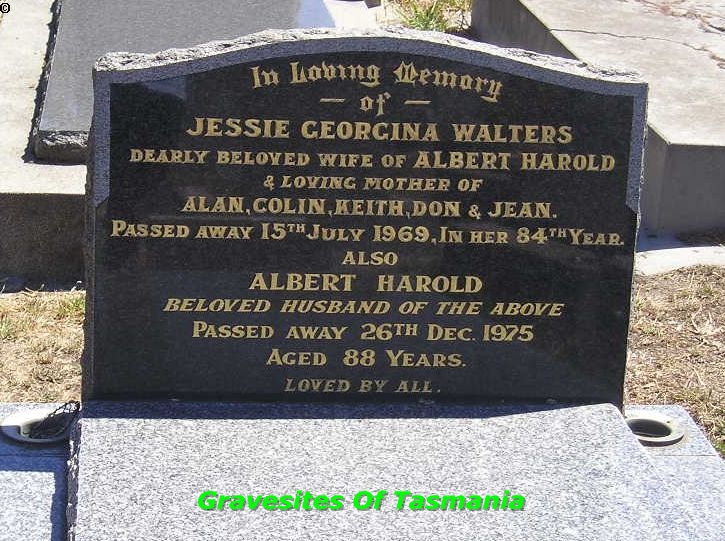 ©
In Loving Memory
— of —
JESSIE GEORGINA WALTERS
DEARLY BELOVED WIFE OF ALBERT HAROLD
& LOVING MOTHER OF
ALAN, COLIN, KEITH, DON & JEAN.
PASSED AWAY 15TH JULY 1969, IN HER 84TH YEAR.
ALSO
ALBERT HAROLD
BELOVED HUSBAND OF THE ABOVE
PASSED AWAY 26TH DEC. 1975
AGED 88 YEARS.
LOVED BY ALL.
Gravesites Of Tasmania